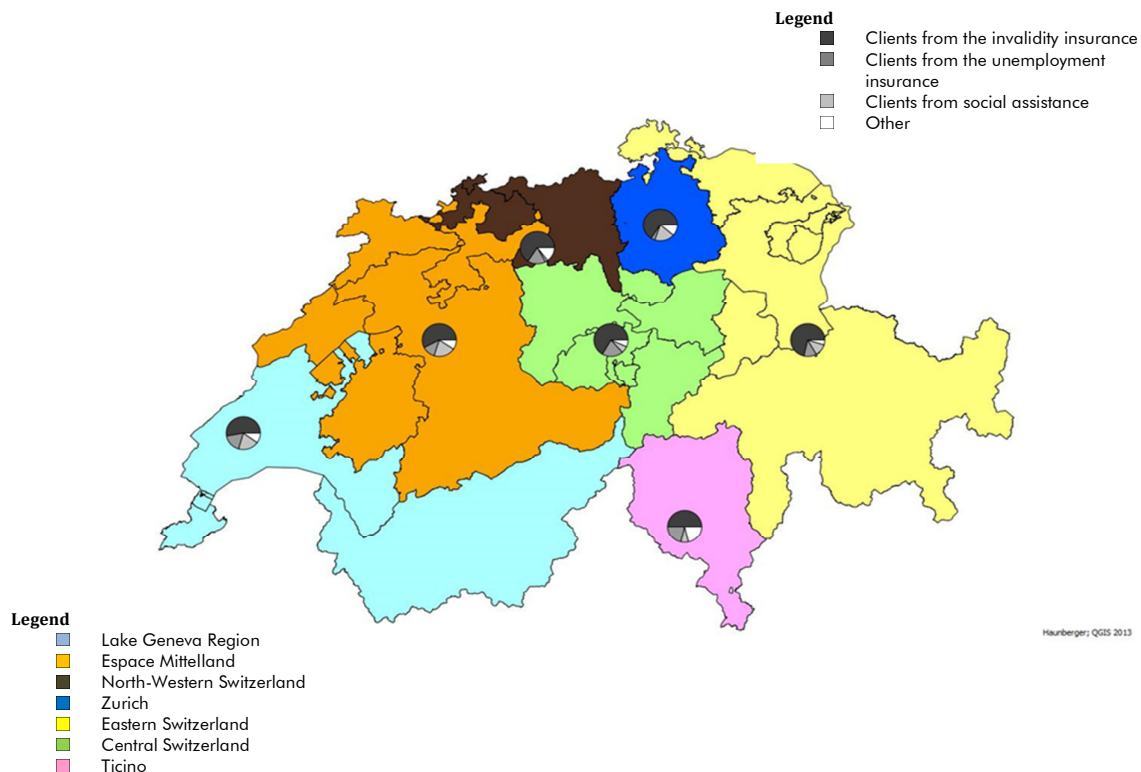 Legend
Clients from the invalidity insurance
Clients from the unemployment
insurance
Clients from social assistance
Other
Haunberger; QGIS 2013
Legend
Lake Geneva Region
Espace Mittelland
North-Western Switzerland
Zurich
Eastern Switzerland
Central Switzerland
Ticino